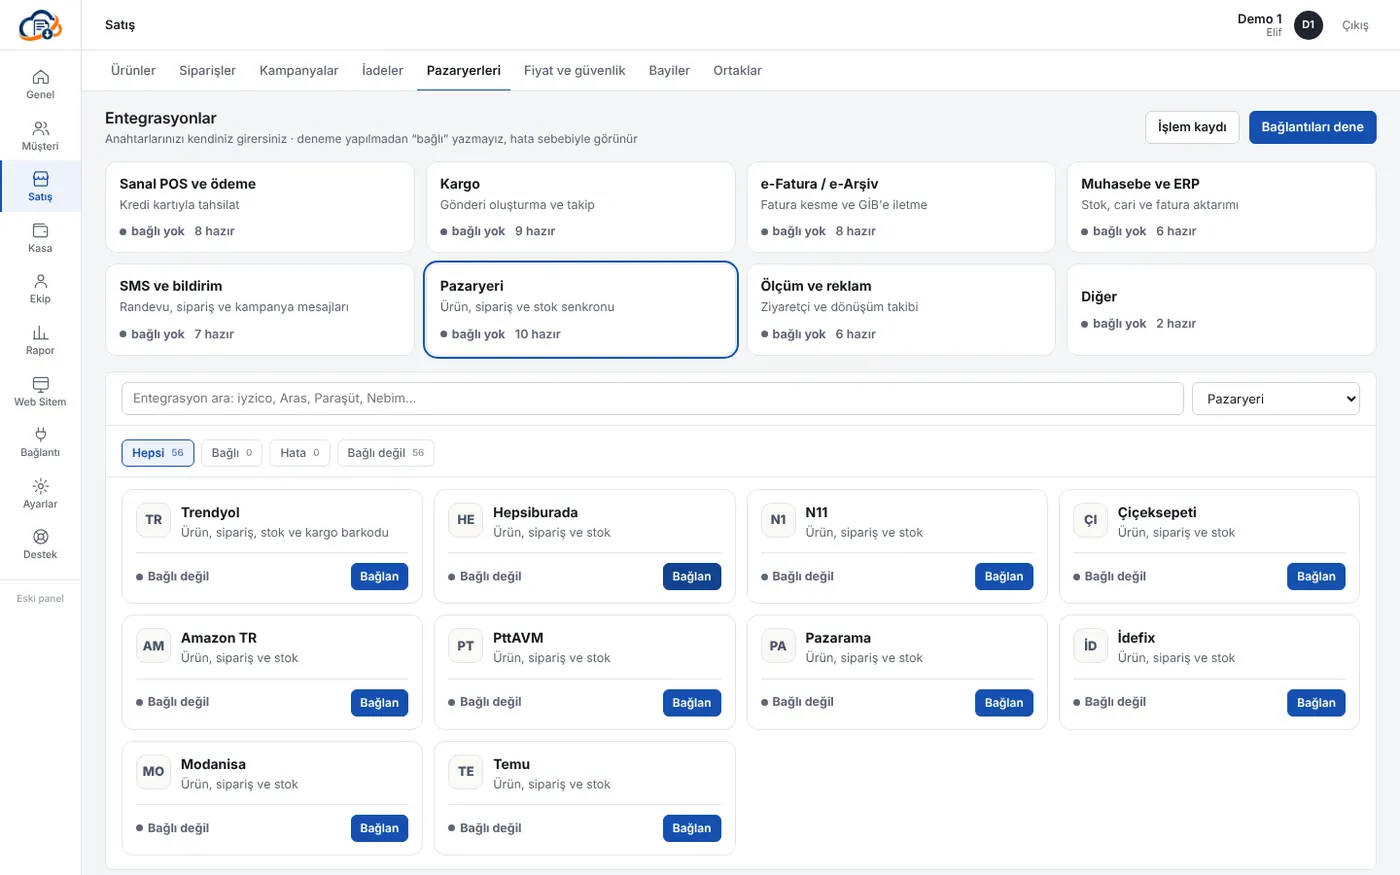 Satış
Demo 1
Elif
D1
Çıkış
Genel
Müşteri
Satış
Kasa
Ekip
Rapor
Web Sitem
Bağlantı
Ayarlar
Destek
Eski panel
Ürünler
Siparişler
Kampanyalar
İadeler
Pazaryerleri
Fiyat ve güvenlik
Bayiler
Ortaklar
Entegrasyonlar
Anahtarlarınızı kendiniz girersiniz · deneme yapılmadan “bağlı” yazmayız, hata sebebiyle görünür
İşlem kaydı
Bağlantıları dene
Sanal POS ve ödeme
Kredi kartıyla tahsilat
bağlı yok 8 hazır
Kargo
Gönderi oluşturma ve takip
bağlı yok 9 hazır
e-Fatura / e-Arşiv
Fatura kesme ve GİB'e iletme
bağlı yok 8 hazır
Muhasebe ve ERP
Stok, cari ve fatura aktarımı
bağlı yok 6 hazır
SMS ve bildirim
Randevu, sipariş ve kampanya mesajları
bağlı yok 7 hazır
Pazaryeri
Ürün, sipariş ve stok senkronu
bağlı yok 10 hazır
Ölçüm ve reklam
Ziyaretçi ve dönüşüm takibi
bağlı yok 6 hazır
Diğer
bağlı yok 2 hazır
Entegrasyon ara: iyzico, Aras, Paraşüt, Nebim...
Pazaryeri
Hepsi 56
Bağlı 0
Hata 0
Bağlı değil 56
TR
Trendyol
Ürün, sipariş, stok ve kargo barkodu
Bağlı değil
Bağlan
HE
Hepsiburada
Ürün, sipariş ve stok
Bağlı değil
Bağlan
N1
N11
Ürün, sipariş ve stok
Bağlı değil
Bağlan
Çİ
Çiçeksepeti
Ürün, sipariş ve stok
Bağlı değil
Bağlan
AM
Amazon TR
Ürün, sipariş ve stok
Bağlı değil
Bağlan
PT
PttAVM
Ürün, sipariş ve stok
Bağlı değil
Bağlan
PA
Pazarama
Ürün, sipariş ve stok
Bağlı değil
Bağlan
İD
İdefix
Ürün, sipariş ve stok
Bağlı değil
Bağlan
MO
Modanisa
Ürün, sipariş ve stok
Bağlı değil
Bağlan
TE
Temu
Ürün, sipariş ve stok
Bağlı değil
Bağlan